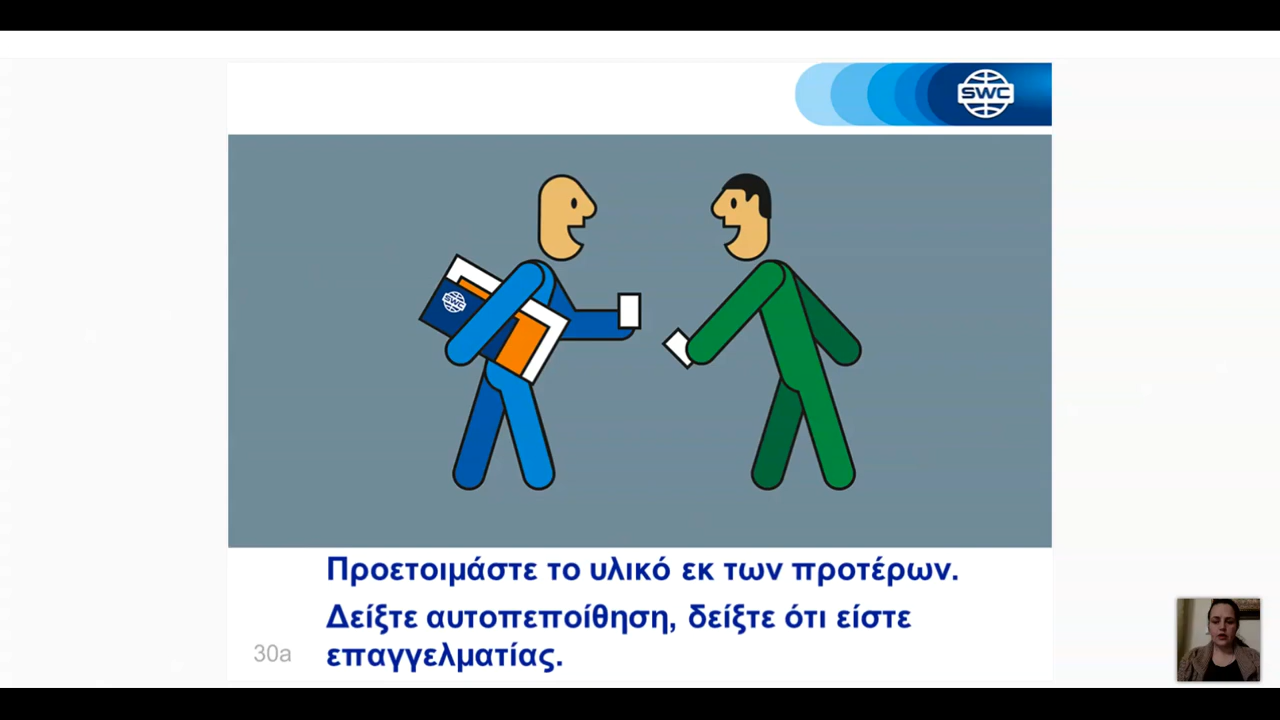 SWC
SWC
Προετοιμάστε το υλικό εκ των προτέρων.
Δείξτε αυτοπεποίθηση, δείξτε ότι είστε
επαγγελματίας.
30a